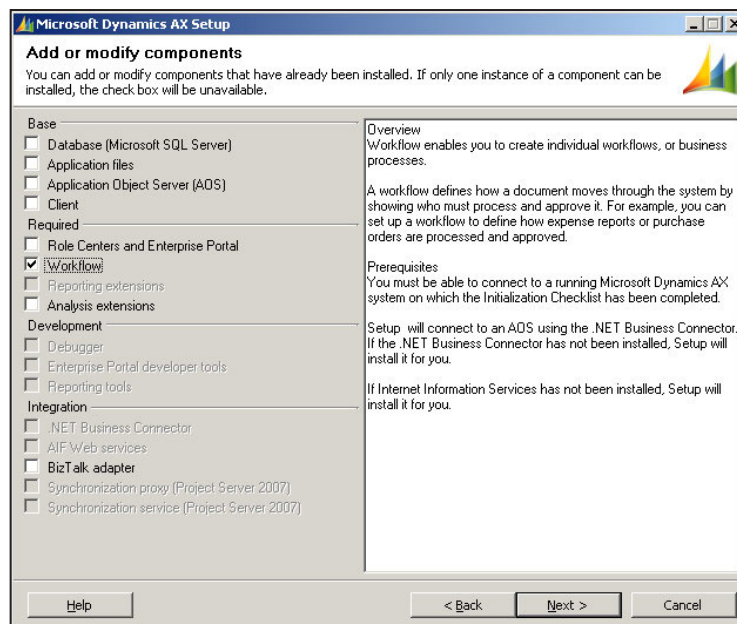 Microsoft Dynamics AX Setup
Add or modify components
You can add or modify components that have already been installed. If only one instance of a component can be
installed, the check box will be unavailable.
Base
Database (Microsoft SQL Server)
Application files
Application Object Server (AOS)
Client
Required
Role Centers and Enterprise Portal
Workflow
Reporting extensions
Analysis extensions
Development
Debugger
Enterprise Portal developer tools
Reporting tools
Integration
.NET Business Connector
AIF Web services
BizTalk adapter
Synchronization proxy (Project Server 2007)
Synchronization service (Project Server 2007)
Overview
Workflow enables you to create individual workflows, or business
processes.
A workflow defines how a document moves through the system by
showing who must process and approve it. For example, you can
set up a workflow to define how expense reports or purchase
orders are processed and approved.
Prerequisites
You must be able to connect to a running Microsoft Dynamics AX
system on which the Initialization Checklist has been completed.
Setup will connect to an AOS using the .NET Business Connector.
If the .NET Business Connector has not been installed, Setup will
install it for you.
If Internet Information Services has not been installed, Setup will
install it for you.
Help
< Back
Next >
Cancel